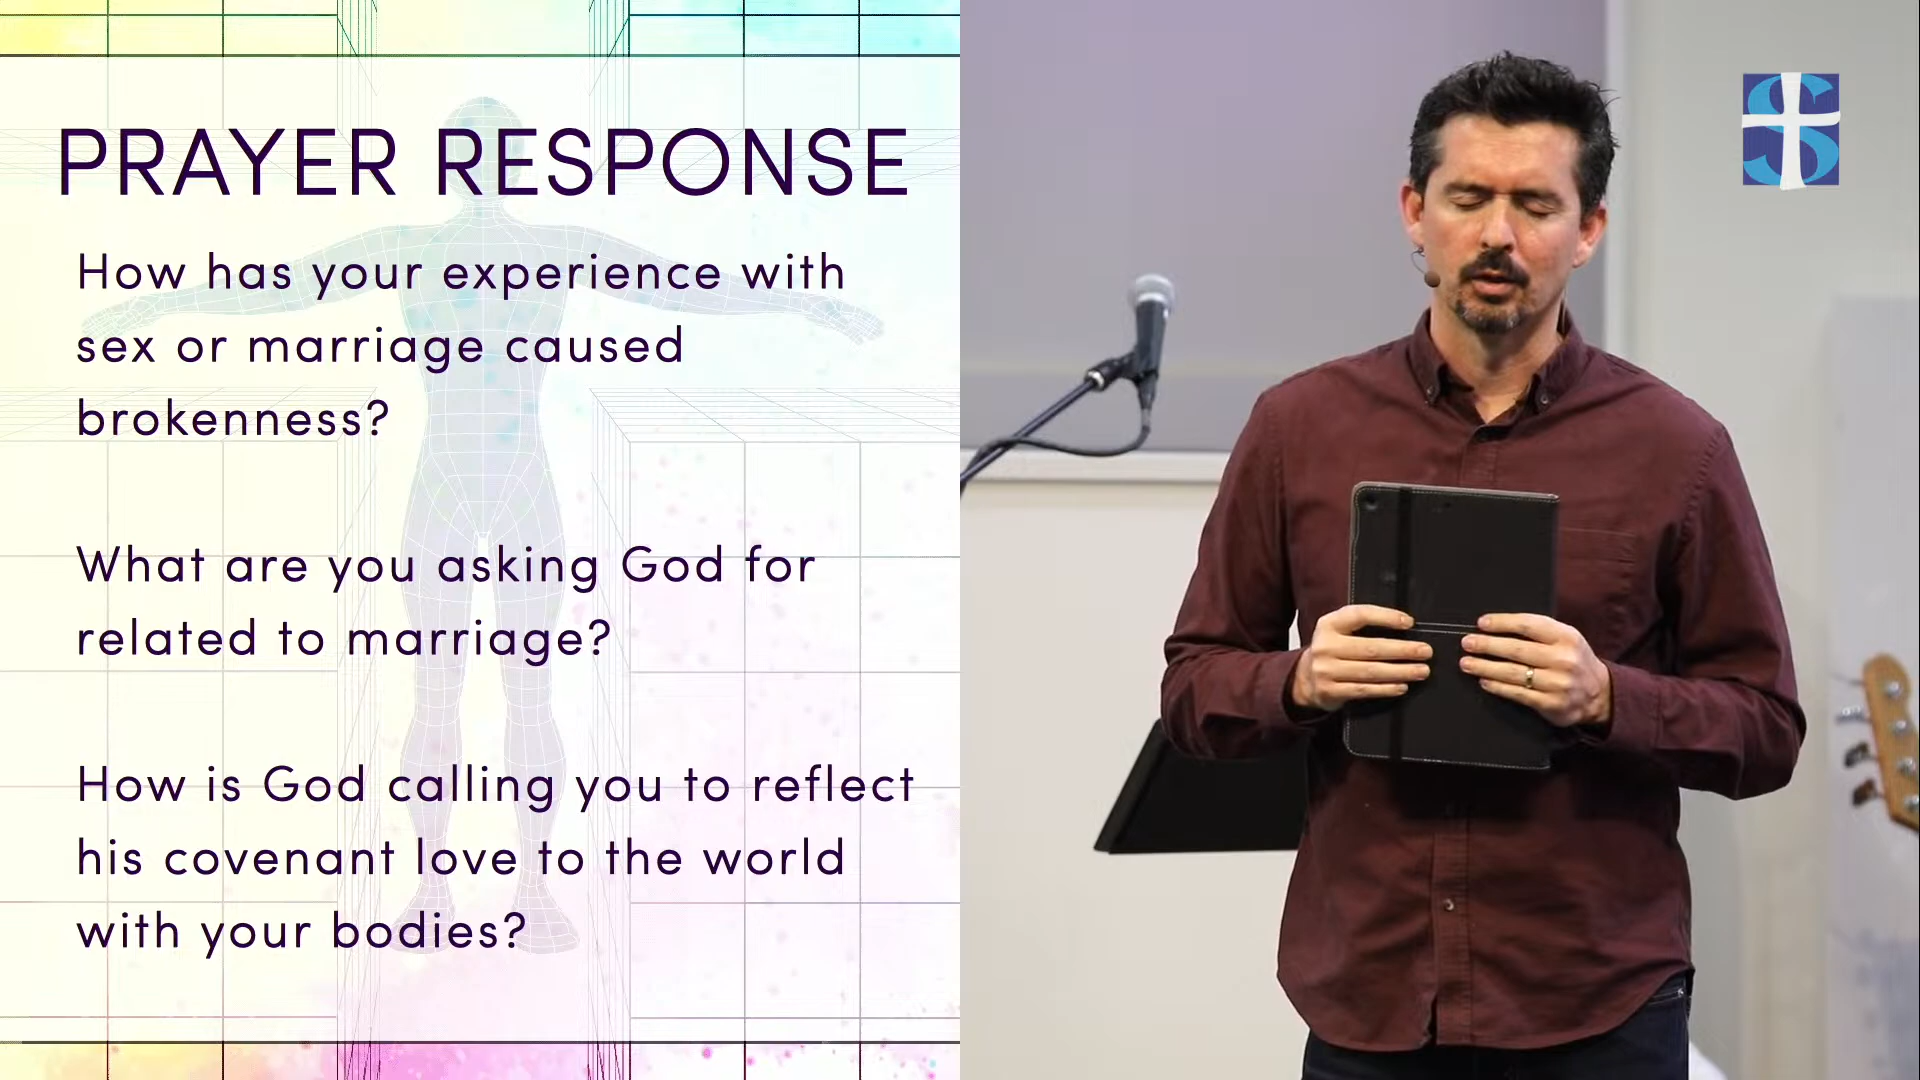 PRAYER RESPONSE
How has your experience with
sex or marriage caused
brokenness?
What are you asking God for
related to marriage?
How is God calling you to reflect
his covenant love to the world
with your bodies?
S